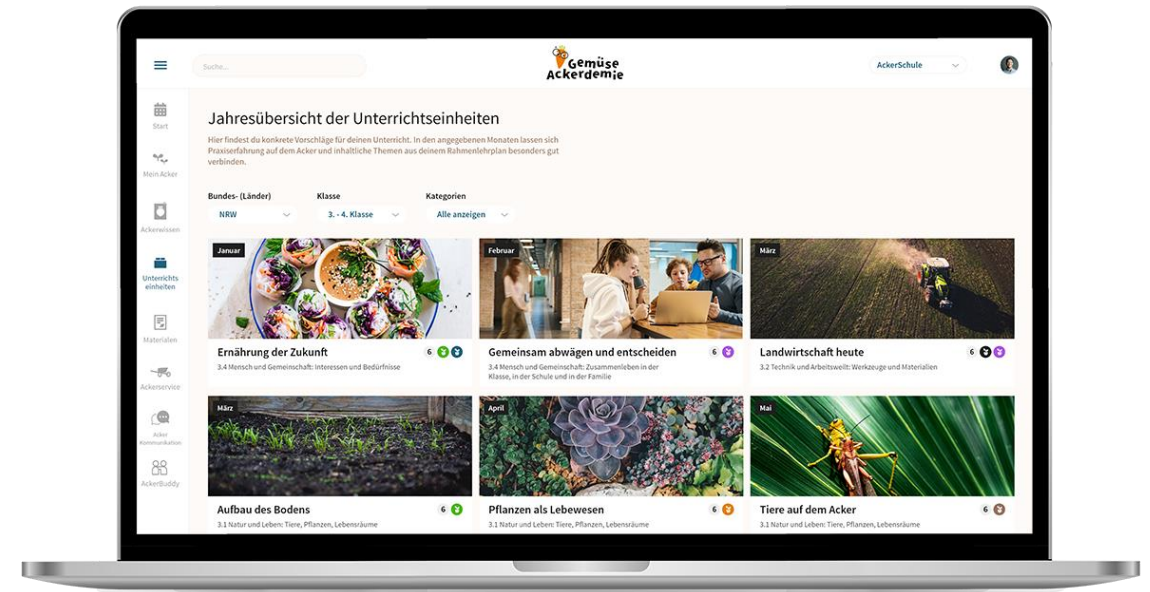 Suche...
Gemüse
Ackerdemie
AckerSchule
Start
Mein Acker
Ackerwissen
Unterrichts
einheiten
Materialen
Ackerservice
Acker
Kommunikation
AckerBuddy
Jahresübersicht der Unterrichtseinheiten
Hier findest du konkrete Vorschläge für deinen Unterricht. In den angegebenen Monaten lassen sich
Praxiserfahrung auf dem Acker und inhaltliche Themen aus deinem Rahmenlehrplan besonders gut
verbinden.
Bundes- (Länder) Klasse Kategorien
NRW 3. - 4. Klasse Alle anzeigen
Januar
Ernährung der Zukunft 6
3.4 Mensch und Gemeinschaft: Interessen und Bedürfnisse
Februar
Gemeinsam abwägen und entscheiden 6
3.4 Mensch und Gemeinschaft: Zusammenleben in der
Klasse, in der Schule und in der Familie
März
Landwirtschaft heute 6
3.2 Technik und Arbeitsweilt: Werkzeuge und Materialien
März
Aufbau des Bodens 6
3.1 Natur und Leben: Tiere, Pflanzen, Lebensräume
April
Pflanzen als Lebewesen 6
3.1 Natur und Leben: Tiere, Pflanzen, Lebensräume
Mai
Tiere auf dem Acker 6
3.1 Natur und Leben: Tiere, Pflanzen, Lebensräume